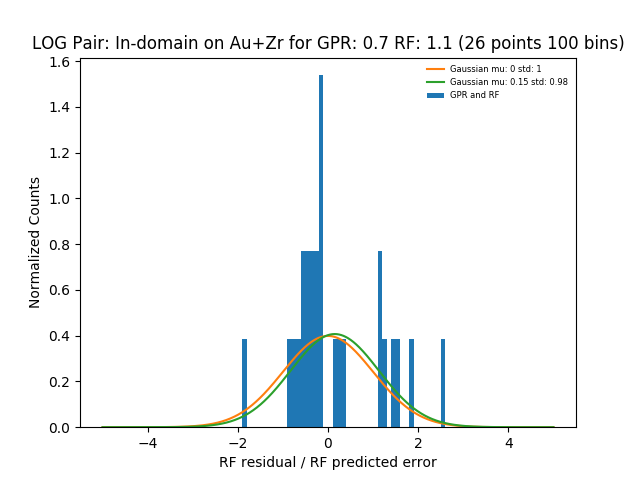 LOG Pair: In-domain on Au+Zr for GPR: 0.7 RF: 1.1 (26 points 100 bins)
Gaussian mu: 0 std: 1
Gaussian mu: 0.15 std: 0.98
GPR and RF
Normalized Counts
1.6
1.4
1.2
1.0
0.8
0.6
0.4
0.2
0.0
−4 −2 0 2 4
RF residual / RF predicted error